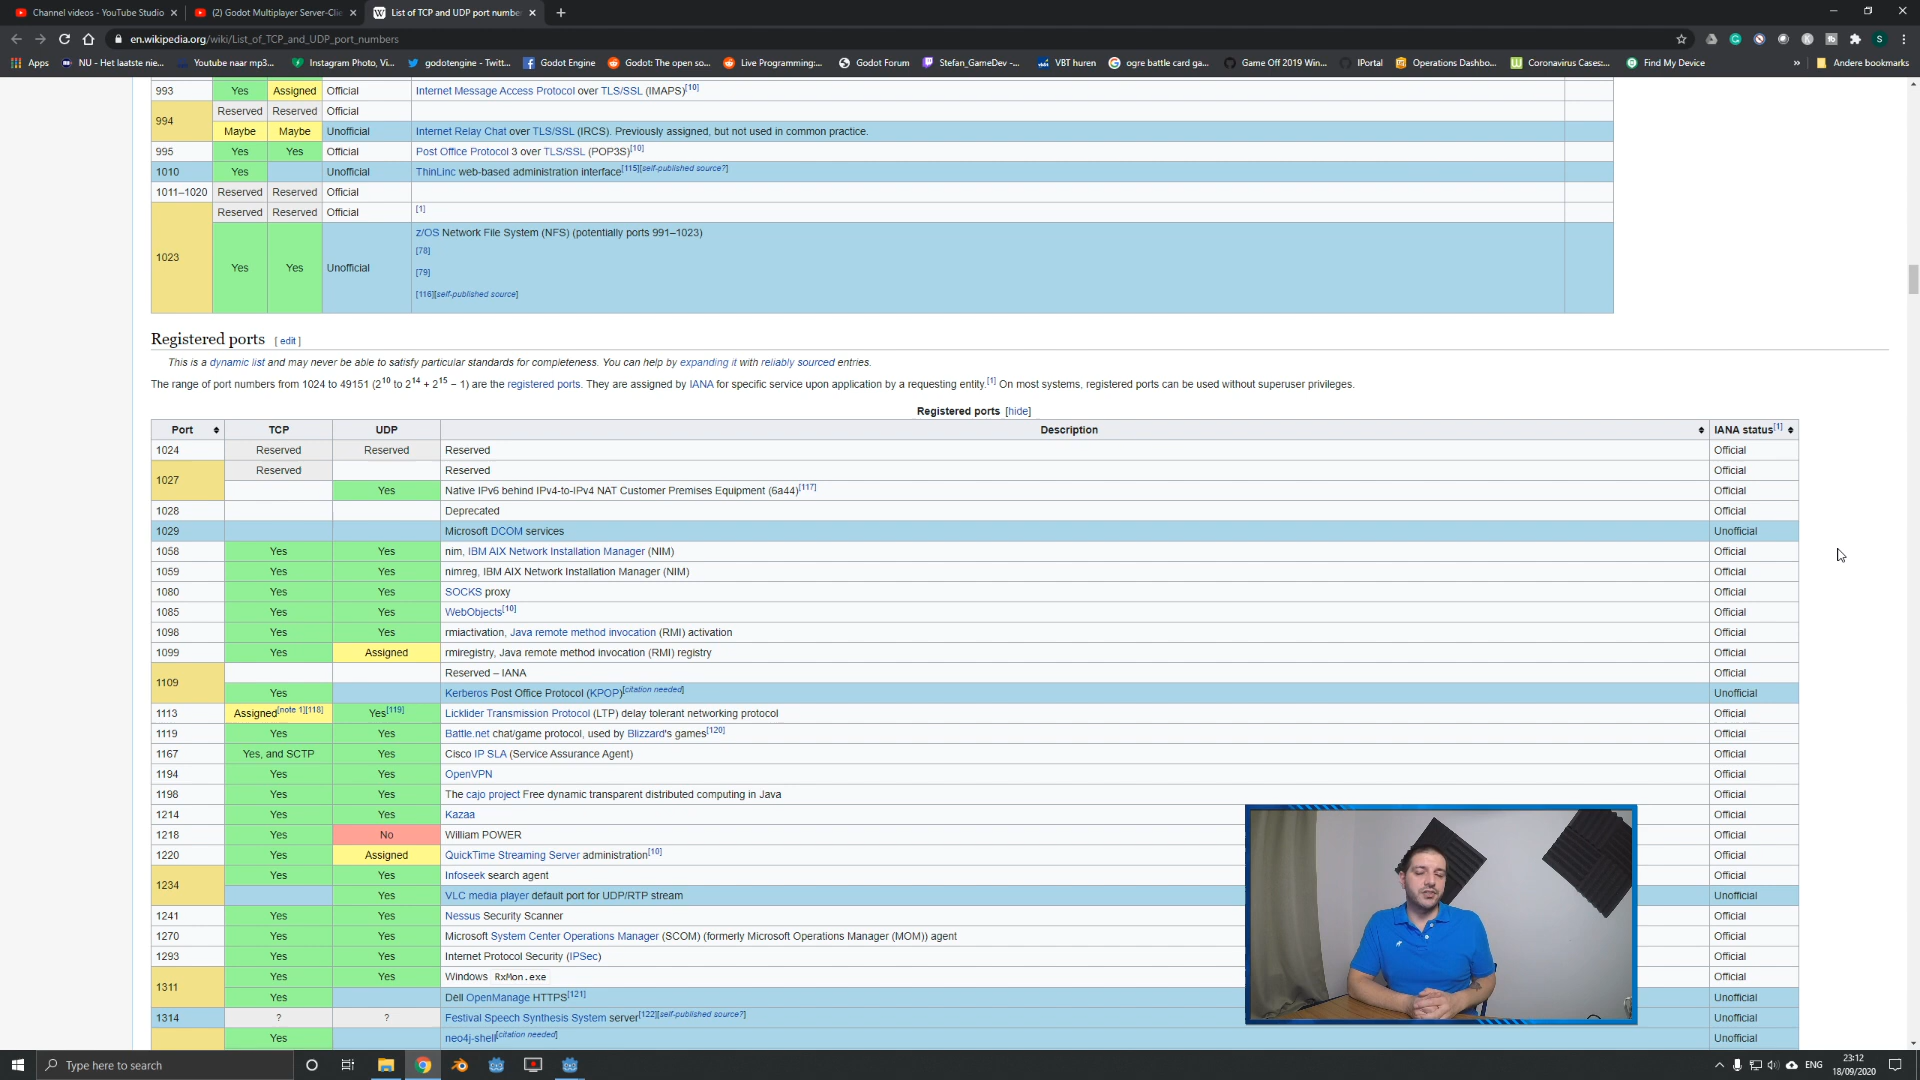 Channel videos - YouTube Studio
(2) Godot Multiplayer Server-Clie
List of TCP and UDP port number
en.wikipedia.org/wiki/List_of_TCP_and_UDP_port_numbers
Apps NU - Het laatste nie... Youtube naar mp3... Instagram Photo, Vi... godotengine - Twitt... Godot Engine Godot: The open so... Live Programming:... Godot Forum Stefan_GameDev -... VBT huren ogre battle card ga... Game Off 2019 Win... IPortal Operations Dashbo... Coronavirus Cases:... Find My Device » Andere bookmarks
993 Yes Assigned Official Internet Message Access Protocol over TLS/SSL (IMAPS)[10]
994 Reserved Reserved Official
Maybe Maybe Unofficial Internet Relay Chat over TLS/SSL (IRCS). Previously assigned, but not used in common practice.
995 Yes Yes Official Post Office Protocol 3 over TLS/SSL (POP3S)[10]
1010 Yes Unofficial ThinLinc web-based administration interface[115][self-published source?]
1011–1020 Reserved Reserved Official
1023 Reserved Reserved Official [1]
Yes Yes Unofficial z/OS Network File System (NFS) (potentially ports 991–1023)
[78]
[79]
[116][self-published source]
Registered ports [ edit ]
This is a dynamic list and may never be able to satisfy particular standards for completeness. You can help by expanding it with reliably sourced entries.
The range of port numbers from 1024 to 49151 (2^10 to 2^14 + 2^15 − 1) are the registered ports. They are assigned by IANA for specific service upon application by a requesting entity.[1] On most systems, registered ports can be used without superuser privileges.
Registered ports [hide]
Port TCP UDP Description IANA status[1]
1024 Reserved Reserved Reserved Official
1027 Reserved Reserved Official
Yes Native IPv6 behind IPv4-to-IPv4 NAT Customer Premises Equipment (6a44)[117] Official
1028 Deprecated Official
1029 Microsoft DCOM services Unofficial
1058 Yes Yes nim, IBM AIX Network Installation Manager (NIM) Official
1059 Yes Yes nimreg, IBM AIX Network Installation Manager (NIM) Official
1080 Yes Yes SOCKS proxy Official
1085 Yes Yes WebObjects[10] Official
1098 Yes Yes rmiactivation, Java remote method invocation (RMI) activation Official
1099 Yes Assigned rmiregistry, Java remote method invocation (RMI) registry Official
1109 Reserved – IANA Official
Yes Kerberos Post Office Protocol (KPOP)[citation needed] Unofficial
1113 Assigned[note 1][118] Yes[119] Licklider Transmission Protocol (LTP) delay tolerant networking protocol Official
1119 Yes Yes Battle.net chat/game protocol, used by Blizzard's games[120] Official
1167 Yes, and SCTP Yes Cisco IP SLA (Service Assurance Agent) Official
1194 Yes Yes OpenVPN Official
1198 Yes Yes The cajo project Free dynamic transparent distributed computing in Java Official
1214 Yes Yes Kazaa Official
1218 Yes No William POWER Official
1220 Yes Assigned QuickTime Streaming Server administration[10] Official
1234 Yes Yes Infoseek search agent Official
Yes VLC media player default port for UDP/RTP stream Unofficial
1241 Yes Yes Nessus Security Scanner Official
1270 Yes Yes Microsoft System Center Operations Manager (SCOM) (formerly Microsoft Operations Manager (MOM)) agent Official
1293 Yes Yes Internet Protocol Security (IPSec) Official
1311 Yes Yes Windows RxMon.exe Official
Yes Dell OpenManage HTTPS[121] Unofficial
1314 ? ? Festival Speech Synthesis System server[122][self-published source?] Unofficial
Yes neo4j-shell[citation needed] Unofficial
Type here to search
ENG
23:12
18/09/2020